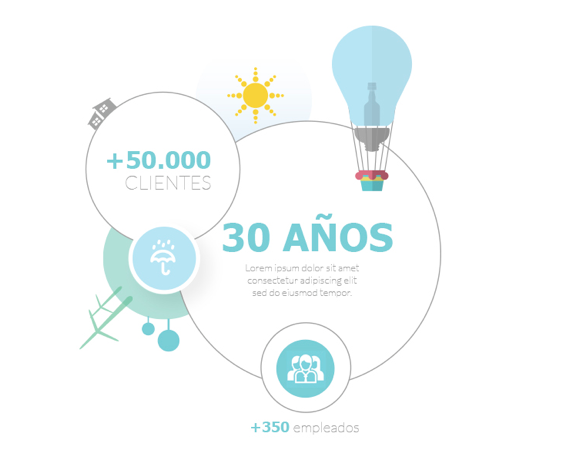 +50.000
CLIENTES
30 AÑOS
Lorem ipsum dolor sit amet
consectetur adipiscing elit
sed do eiusmod tempor.
+350 empleados